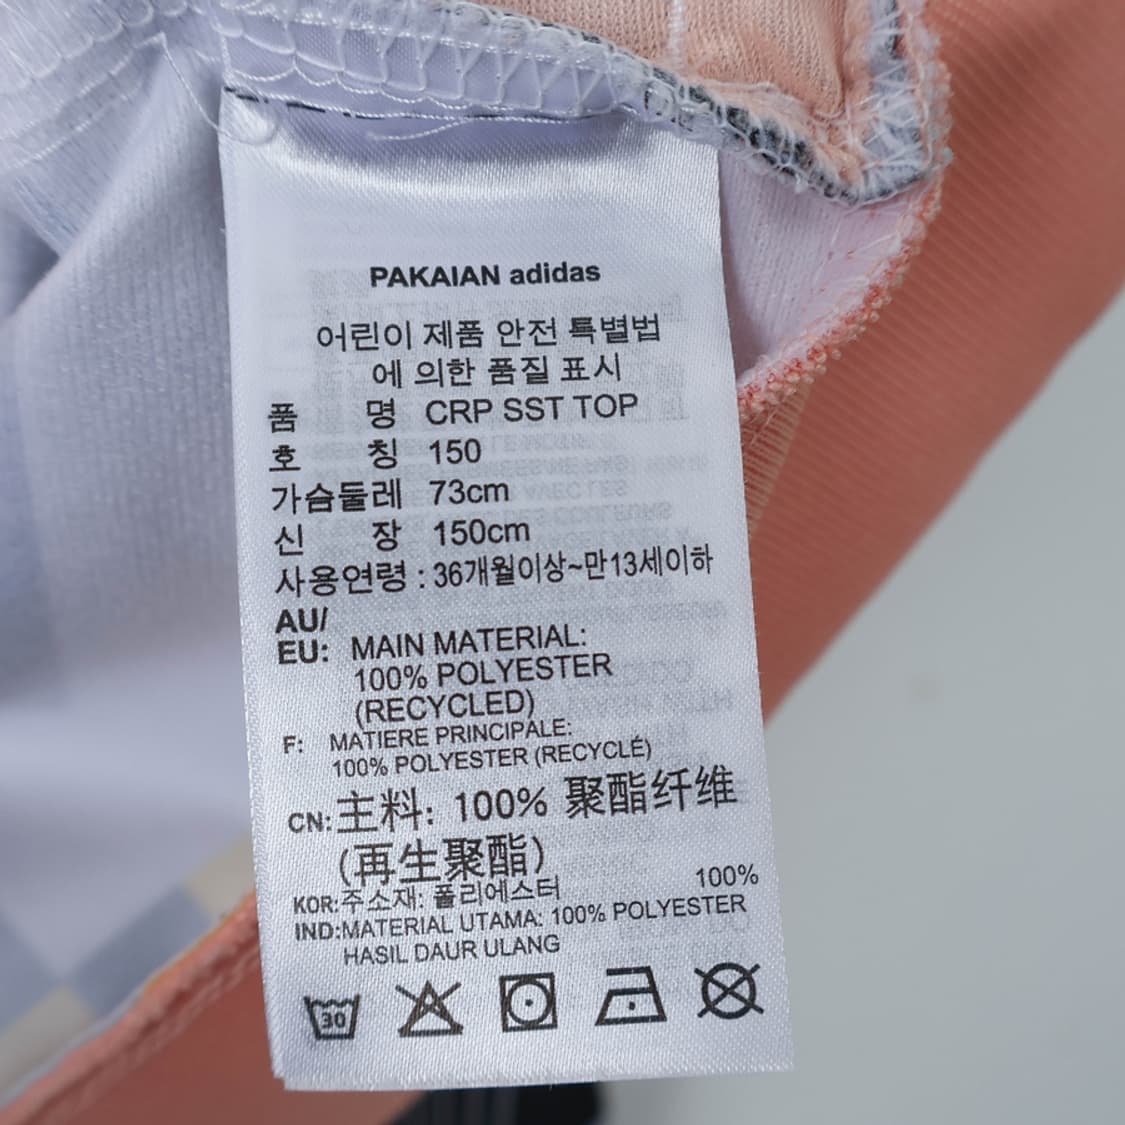 PAKAIAN adidas
어린이 제품 안전 특별법
에 의한 품질 표시
품 명 CRP SST TOP
호 칭 150
가슴둘레 73cm
신 장 150cm
사용연령 : 36개월이상~만13세이하
AU/
EU: MAIN MATERIAL:
100% POLYESTER
(RECYCLED)
F: MATIERE PRINCIPALE:
100% POLYESTER (RECYCLÉ)
CN: 主料: 100% 聚酯纤维
(再生聚酯)
KOR:주소재: 폴리에스터 100%
IND:MATERIAL UTAMA: 100% POLYESTER
HASIL DAUR ULANG
30